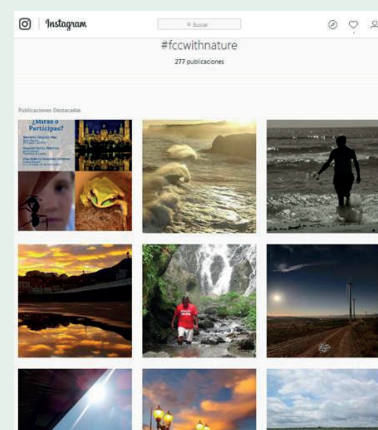 Instagram
Buscar
#fccwithnature
277 publicaciones
Publicaciones Destacadas
¿Miras o
Participas?